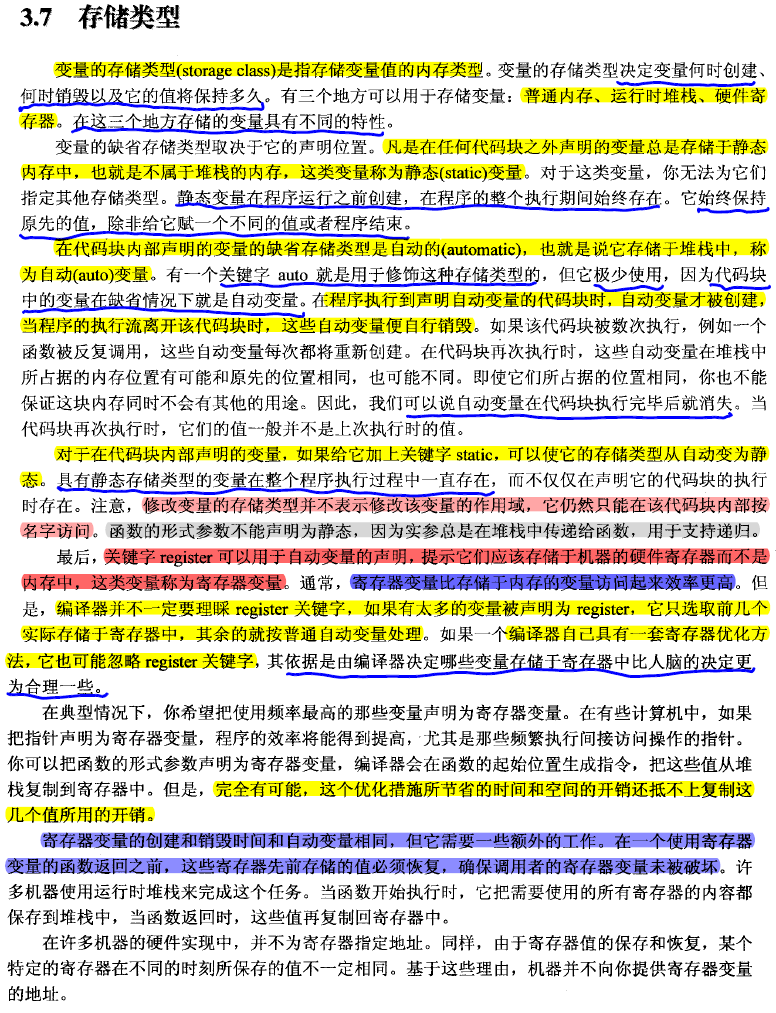 3.7 存储类型
变量的存储类型(storage class)是指存储变量值的内存类型。变量的存储类型决定变量何时创建、
何时销毁以及它的值将保持多久。有三个地方可以用于存储变量：普通内存、运行时堆栈、硬件寄
存器。在这三个地方存储的变量具有不同的特性。
变量的缺省存储类型取决于它的声明位置。凡是在任何代码块之外声明的变量总是存储于静态
内存中，也就是不属于堆栈的内存，这类变量称为静态(static)变量。对于这类变量，你无法为它们
指定其他存储类型。静态变量在程序运行之前创建，在程序的整个执行期间始终存在。它始终保持
原先的值，除非给它赋一个不同的值或者程序结束。
在代码块内部声明的变量的缺省存储类型是自动的(automatic)，也就是说它存储于堆栈中，称
为自动(auto)变量。有一个关键字 auto 就是用于修饰这种存储类型的，但它极少使用，因为代码块
中的变量在缺省情况下就是自动变量。在程序执行到声明自动变量的代码块时，自动变量才被创建，
当程序的执行流离开该代码块时，这些自动变量便自行销毁。如果该代码块被数次执行，例如一个
函数被反复调用，这些自动变量每次都将重新创建。在代码块再次执行时，这些自动变量在堆栈中
所占据的内存位置有可能和原先的位置相同，也可能不同。即使它们所占据的位置相同，你也不能
保证这块内存同时不会有其他的用途。因此，我们可以说自动变量在代码块执行完毕后就消失。当
代码块再次执行时，它们的值一般并不是上次执行时的值。
对于在代码块内部声明的变量，如果给它加上关键字 static，可以使它的存储类型从自动变为静
态。具有静态存储类型的变量在整个程序执行过程中一直存在，而不仅仅在声明它的代码块的执行
时存在。注意，修改变量的存储类型并不表示修改该变量的作用域，它仍然只能在该代码块内部按
名字访问。函数的形式参数不能声明为静态，因为实参总是在堆栈中传递给函数，用于支持递归。
最后，关键字 register 可以用于自动变量的声明，提示它们应该存储于机器的硬件寄存器而不是
内存中，这类变量称为寄存器变量。通常，寄存器变量比存储于内存的变量访问起来效率更高。但
是，编译器并不一定要理睬 register 关键字，如果有太多的变量被声明为 register，它只选取前几个
实际存储于寄存器中，其余的就按普通自动变量处理。如果一个编译器自己具有一套寄存器优化方
法，它也可能忽略 register 关键字，其依据是由编译器决定哪些变量存储于寄存器中比人脑的决定更
为合理一些。
在典型情况下，你希望把使用频率最高的那些变量声明为寄存器变量。在有些计算机中，如果
把指针声明为寄存器变量，程序的效率将能得到提高，尤其是那些频繁执行间接访问操作的指针。
你可以把函数的形式参数声明为寄存器变量，编译器会在函数的起始位置生成指令，把这些值从堆
栈复制到寄存器中。但是，完全有可能，这个优化措施所节省的时间和空间的开销还抵不上复制这
几个值所用的开销。
寄存器变量的创建和销毁时间和自动变量相同，但它需要一些额外的工作。在一个使用寄存器
变量的函数返回之前，这些寄存器先前存储的值必须恢复，确保调用者的寄存器变量未被破坏。许
多机器使用运行时堆栈来完成这个任务。当函数开始执行时，它把需要使用的所有寄存器的内容都
保存到堆栈中，当函数返回时，这些值再复制回寄存器中。
在许多机器的硬件实现中，并不为寄存器指定地址。同样，由于寄存器值的保存和恢复，某个
特定的寄存器在不同的时刻所保存的值不一定相同。基于这些理由，机器并不向你提供寄存器变量
的地址。